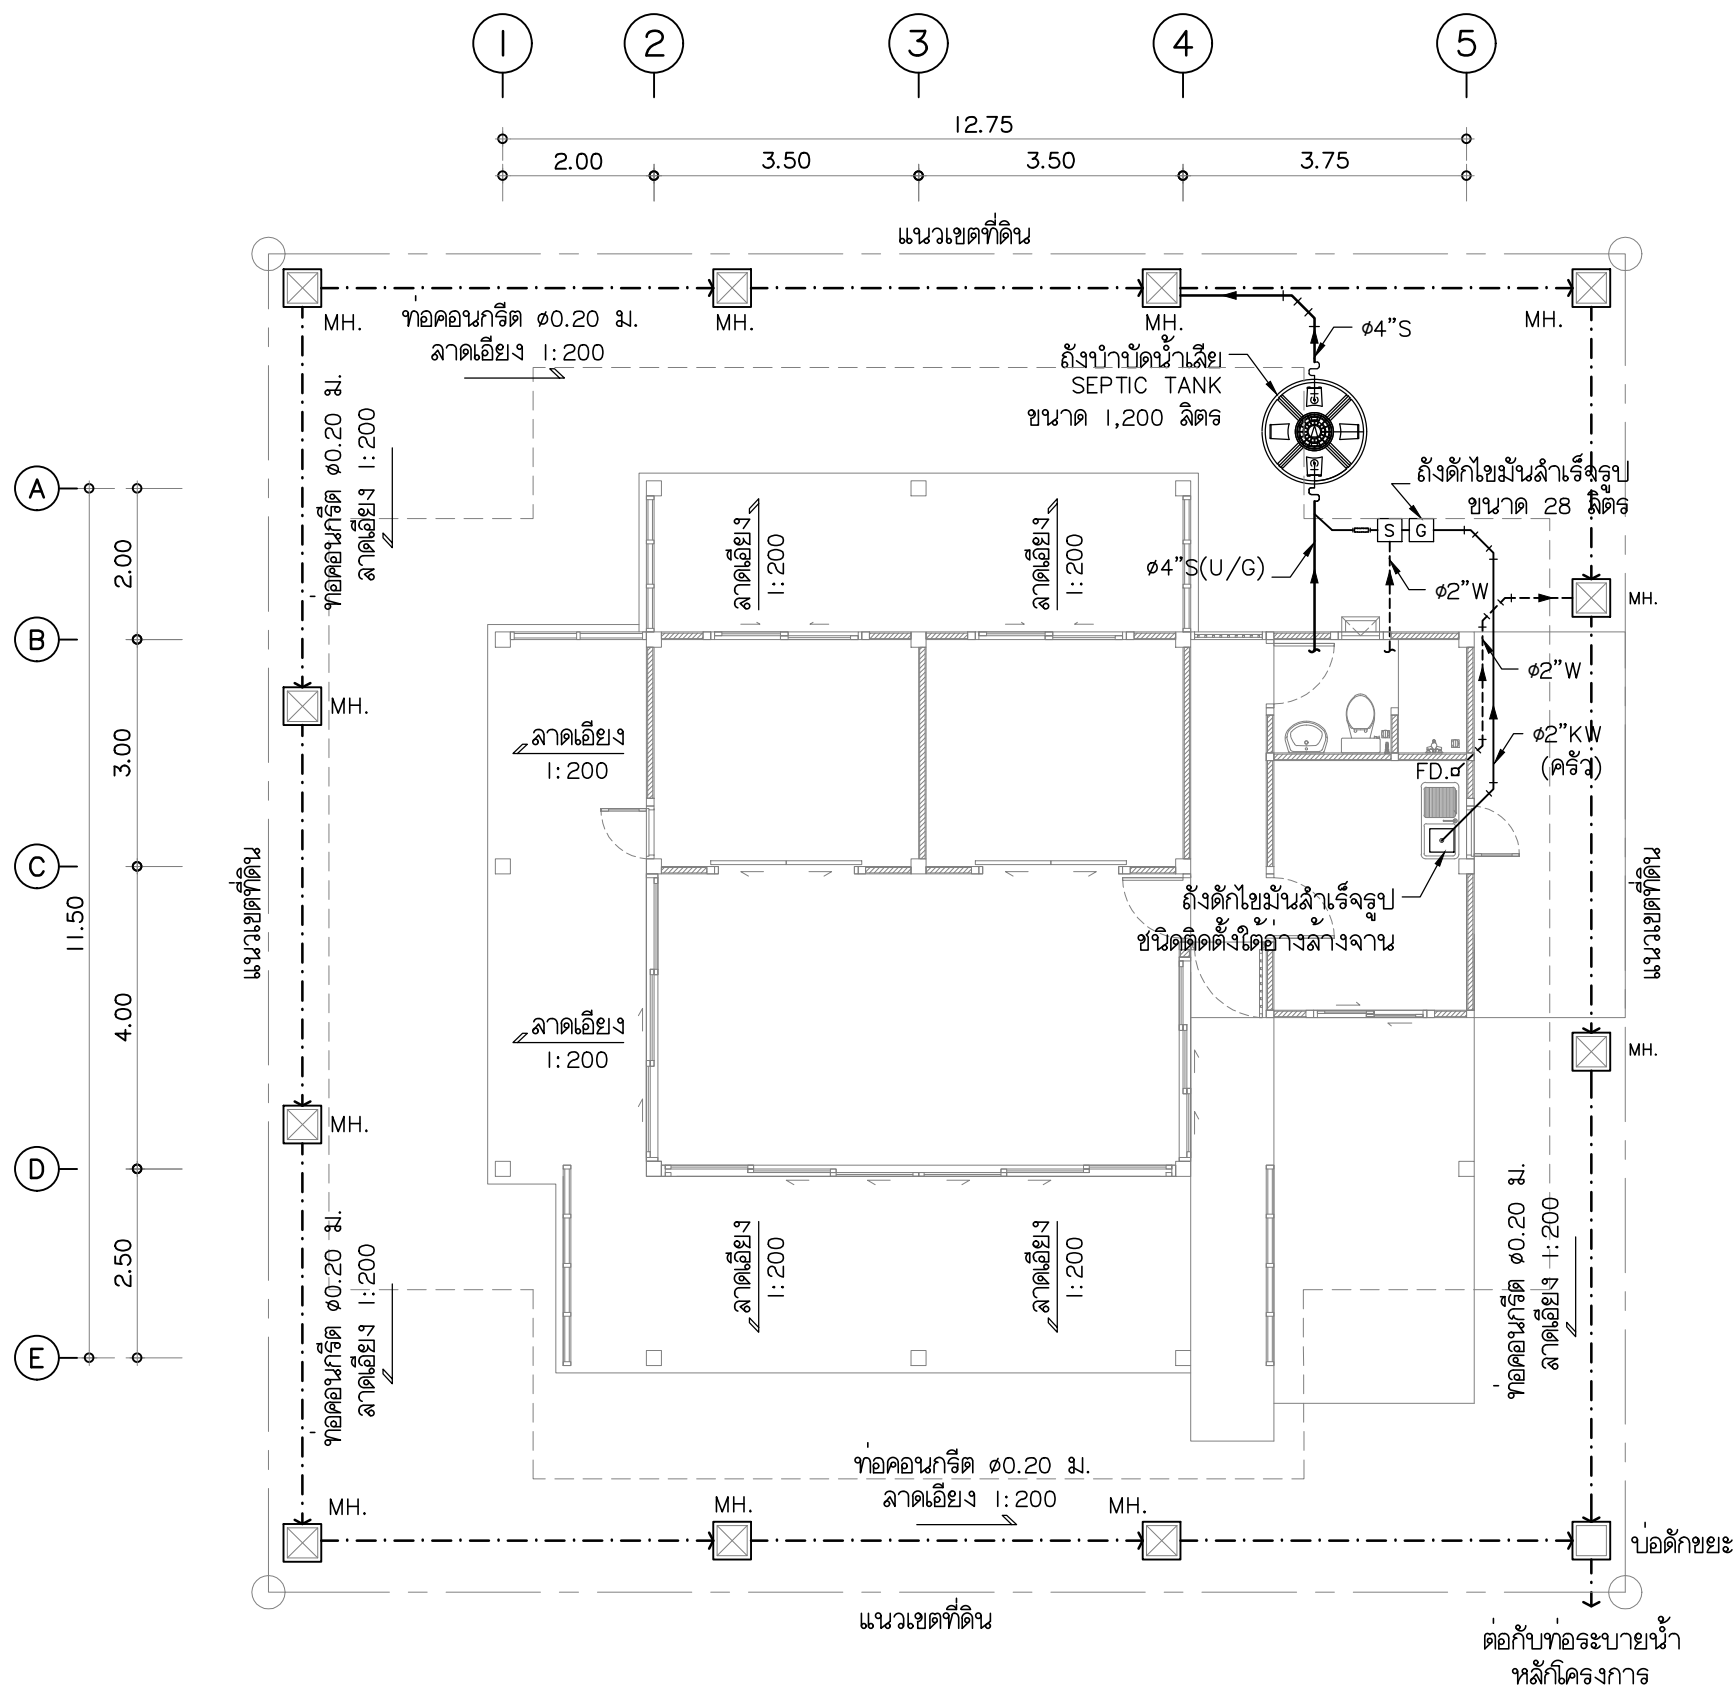 1 2 3 4 5
12.75
2.00 3.50 3.50 3.75
แนวเขตที่ดิน
MH. MH. MH. MH.
ท่อคอนกรีต ø0.20 ม.
ลาดเอียง 1:200
ø4"S
ถังบำบัดน้ำเสีย
SEPTIC TANK
ขนาด 1,200 ลิตร
ท่อคอนกรีต ø0.20 ม.
ลาดเอียง 1:200
ถังดักไขมันสำเร็จรูป
ขนาด 28 ลิตร
A
S G
ลาดเอียง
1:200
ลาดเอียง
1:200
2.00
ø4"S(U/G)
ø2"W
MH.
B
ø2"W
MH.
ลาดเอียง
1:200
3.00
ø2"KW
(ครัว)
FD.
C
แนวเขตที่ดิน
แนวเขตที่ดิน
11.50
ถังดักไขมันสำเร็จรูป
ชนิดติดตั้งใต้อ่างล้างจาน
4.00
ลาดเอียง
1:200
MH.
MH.
D
ท่อคอนกรีต ø0.20 ม.
ลาดเอียง 1:200
2.50
ท่อคอนกรีต ø0.20 ม.
ลาดเอียง 1:200
ลาดเอียง
1:200
ลาดเอียง
1:200
E
ท่อคอนกรีต ø0.20 ม.
ลาดเอียง 1:200
MH. MH. MH.
บ่อดักขยะ
แนวเขตที่ดิน
ต่อกับท่อระบายน้ำ
หลักโครงการ